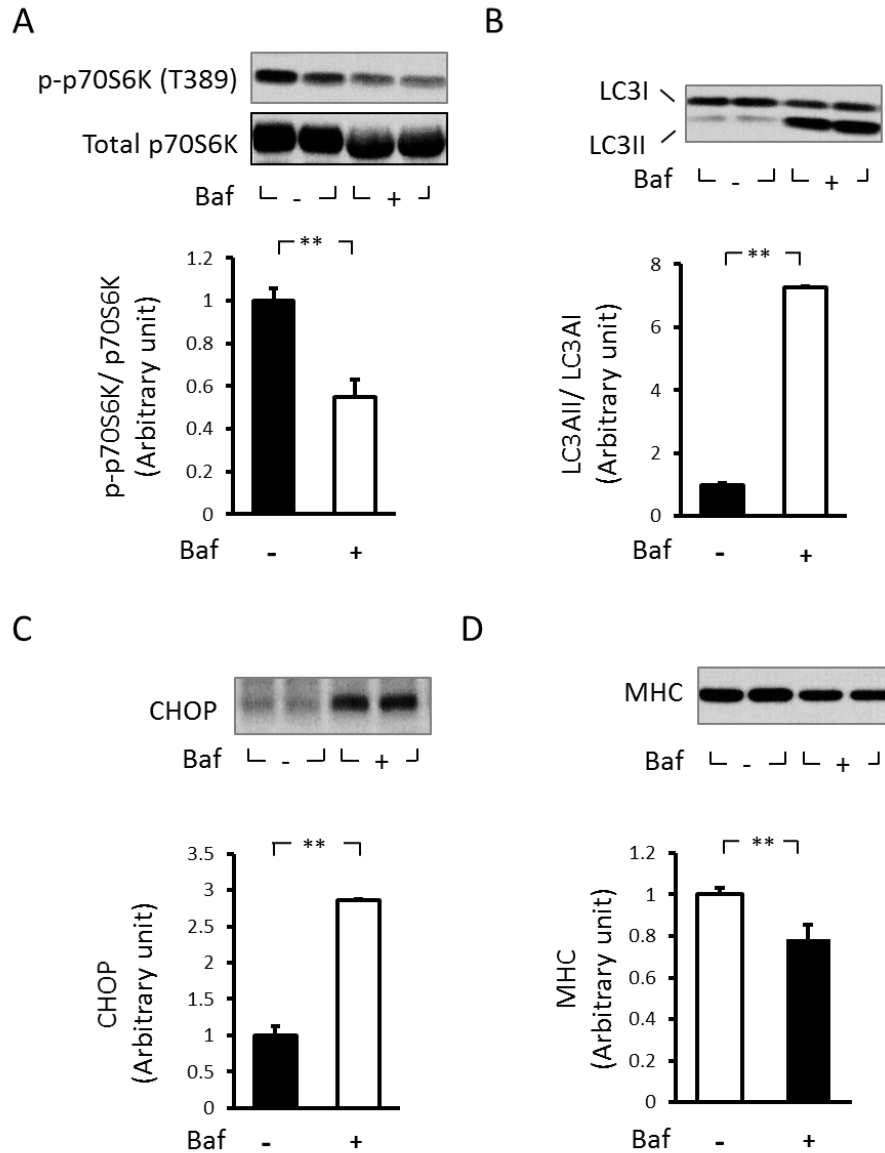 A
p-p70S6K (T389)
Total p70S6K
Baf - +
**
p-p70S6K/ p70S6K
(Arbitrary unit)
1.2
1
0.8
0.6
0.4
0.2
0
Baf - +
B
LC3I
LC3II
Baf - +
**
LC3AII/ LC3AI
(Arbitrary unit)
8
6
4
2
0
Baf - +
C
CHOP
Baf - +
**
CHOP
(Arbitrary unit)
3.5
3
2.5
2
1.5
1
0.5
0
Baf - +
D
MHC
Baf - +
**
MHC
(Arbitrary unit)
1.2
1
0.8
0.6
0.4
0.2
0
Baf - +